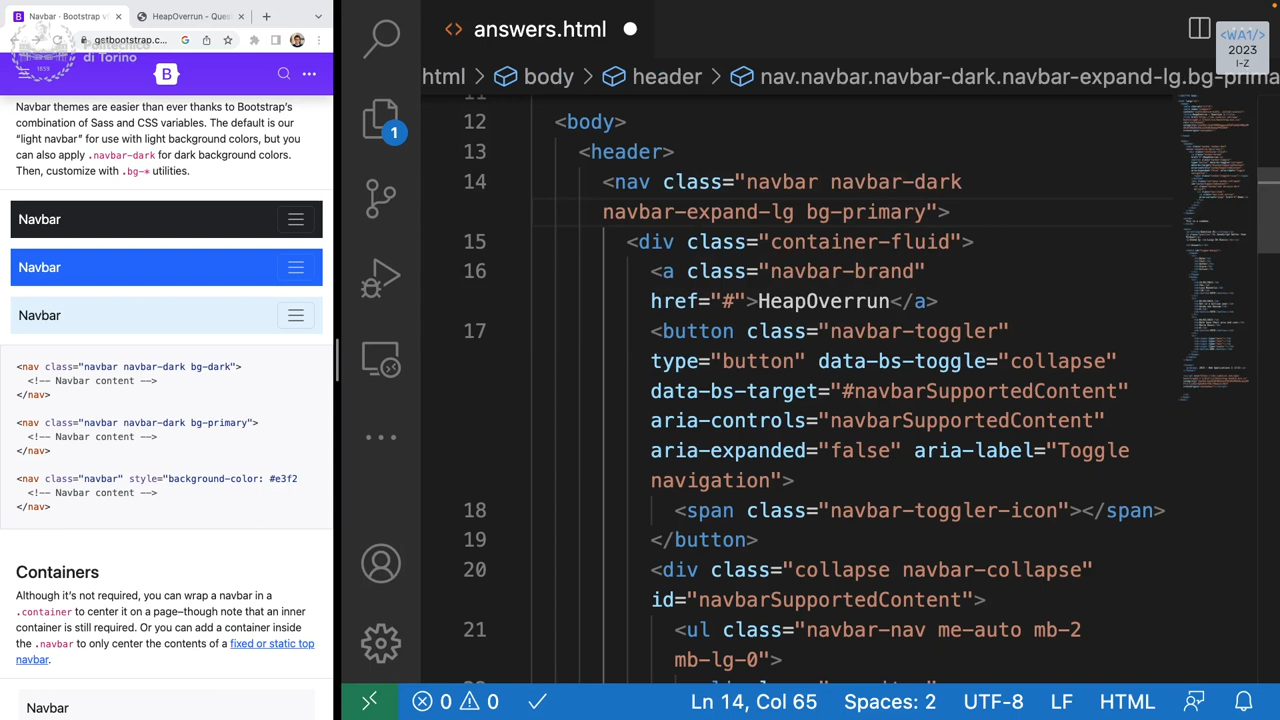 Navbar · Bootstrap v
HeapOverrun - Ques
getbootstrap.c...
Politecnico
di Torino
1859
B
Navbar themes are easier than ever thanks to Bootstrap's
combination of Sass and CSS variables. The default is our
“light navbar” for use with light background colors, but you
can also apply .navbar-dark for dark background colors.
Then, customize with .bg-* utilities.
Navbar
Navbar
Navbar
<nav class="navbar navbar-dark bg-dark">
<!-- Navbar content -->
</nav>
<nav class="navbar navbar-dark bg-primary">
<!-- Navbar content -->
</nav>
<nav class="navbar" style="background-color: #e3f2
<!-- Navbar content -->
</nav>
Containers
Although it's not required, you can wrap a navbar in a
.container to center it on a page–though note that an inner
container is still required. Or you can add a container inside
the .navbar to only center the contents of a fixed or static top
navbar.
Navbar
<> answers.html
<WA1/>
2023
I-Z
html > body > header > nav.navbar.navbar-dark.navbar-expand-lg.bg-prima
1
11
12 <body>
13 <header>
14 <nav class="navbar navbar-dark
navbar-expand-lg bg-primary">
15 <div class="container-fluid">
16 <a class="navbar-brand"
href="#">HeapOverrun</a>
17 <button class="navbar-toggler"
type="button" data-bs-toggle="collapse"
data-bs-target="#navbarSupportedContent"
aria-controls="navbarSupportedContent"
aria-expanded="false" aria-label="Toggle
navigation">
18 <span class="navbar-toggler-icon"></span>
19 </button>
20 <div class="collapse navbar-collapse"
id="navbarSupportedContent">
21 <ul class="navbar-nav me-auto mb-2
mb-lg-0">
0 0 Ln 14, Col 65 Spaces: 2 UTF-8 LF HTML